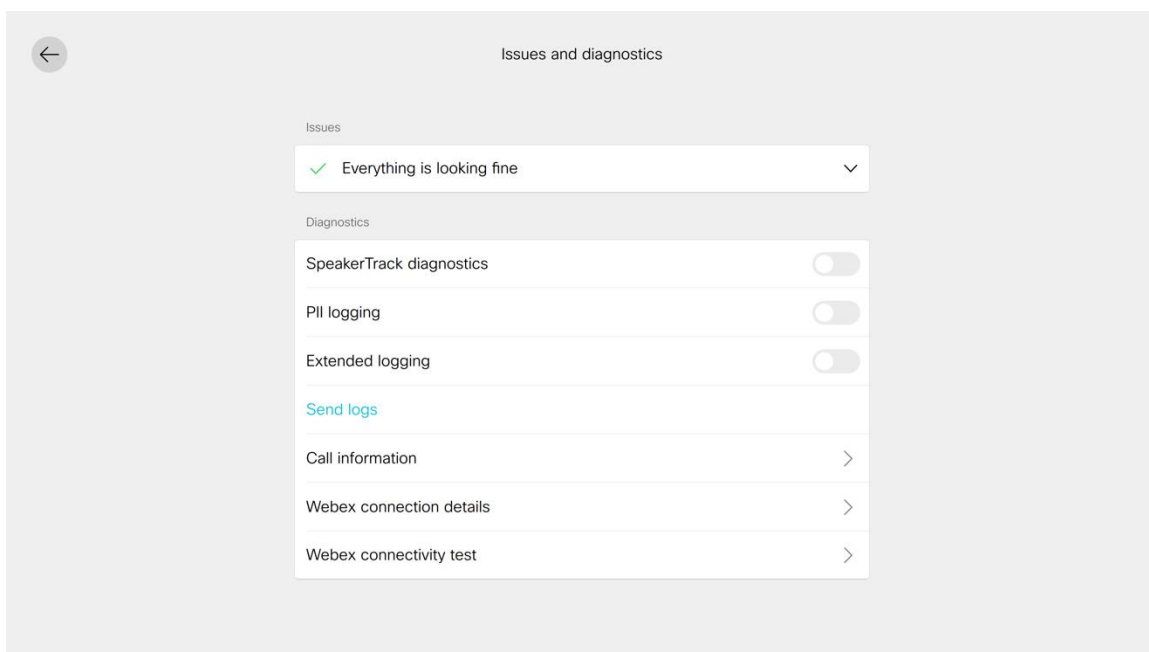 Issues and diagnostics
Issues
Everything is looking fine
Diagnostics
SpeakerTrack diagnostics
PII logging
Extended logging
Send logs
Call information
Webex connection details
Webex connectivity test